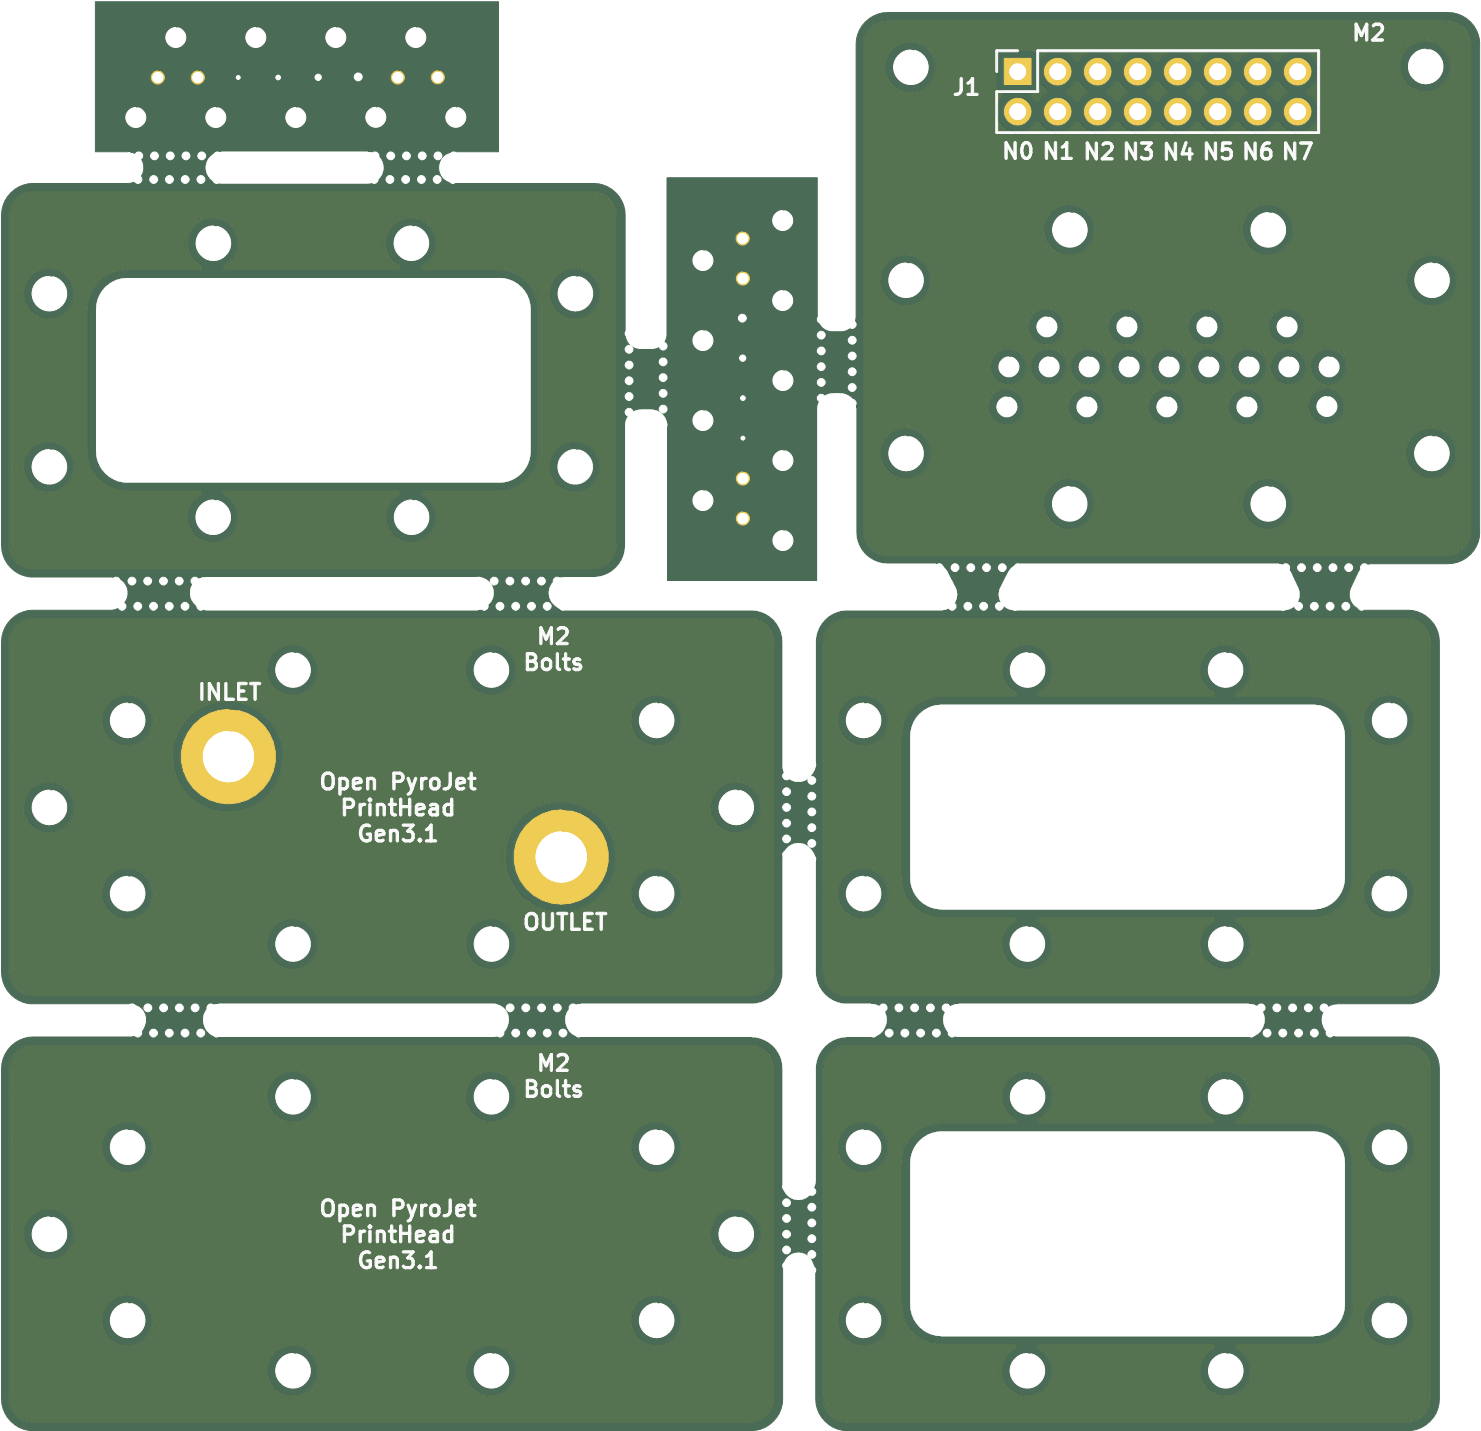 M2
J1
N0 N1 N2 N3 N4 N5 N6 N7
M2
Bolts
INLET
Open PyroJet
PrintHead
Gen3.1
OUTLET
M2
Bolts
Open PyroJet
PrintHead
Gen3.1